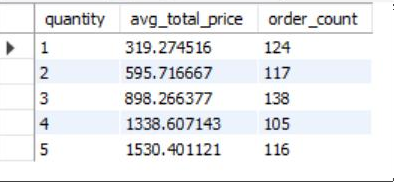 quantity avg_total_price order_count
1 319.274516 124
2 595.716667 117
3 898.266377 138
4 1338.607143 105
5 1530.401121 116